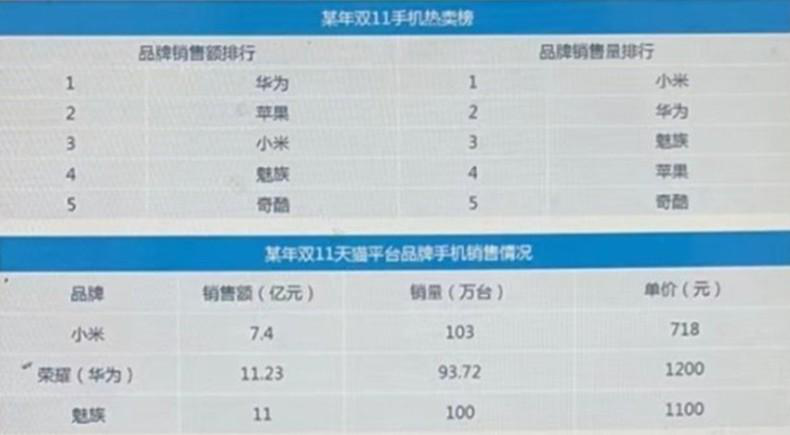 某年双11手机热卖榜
品牌销售额排行 品牌销售量排行
1 华为 1 小米
2 苹果 2 华为
3 小米 3 魅族
4 魅族 4 苹果
5 奇酷 5 奇酷
某年双11天猫平台品牌手机销售情况
品牌 销售额（亿元） 销量（万台） 单价（元）
小米 7.4 103 718
荣耀（华为） 11.23 93.72 1200
魅族 11 100 1100